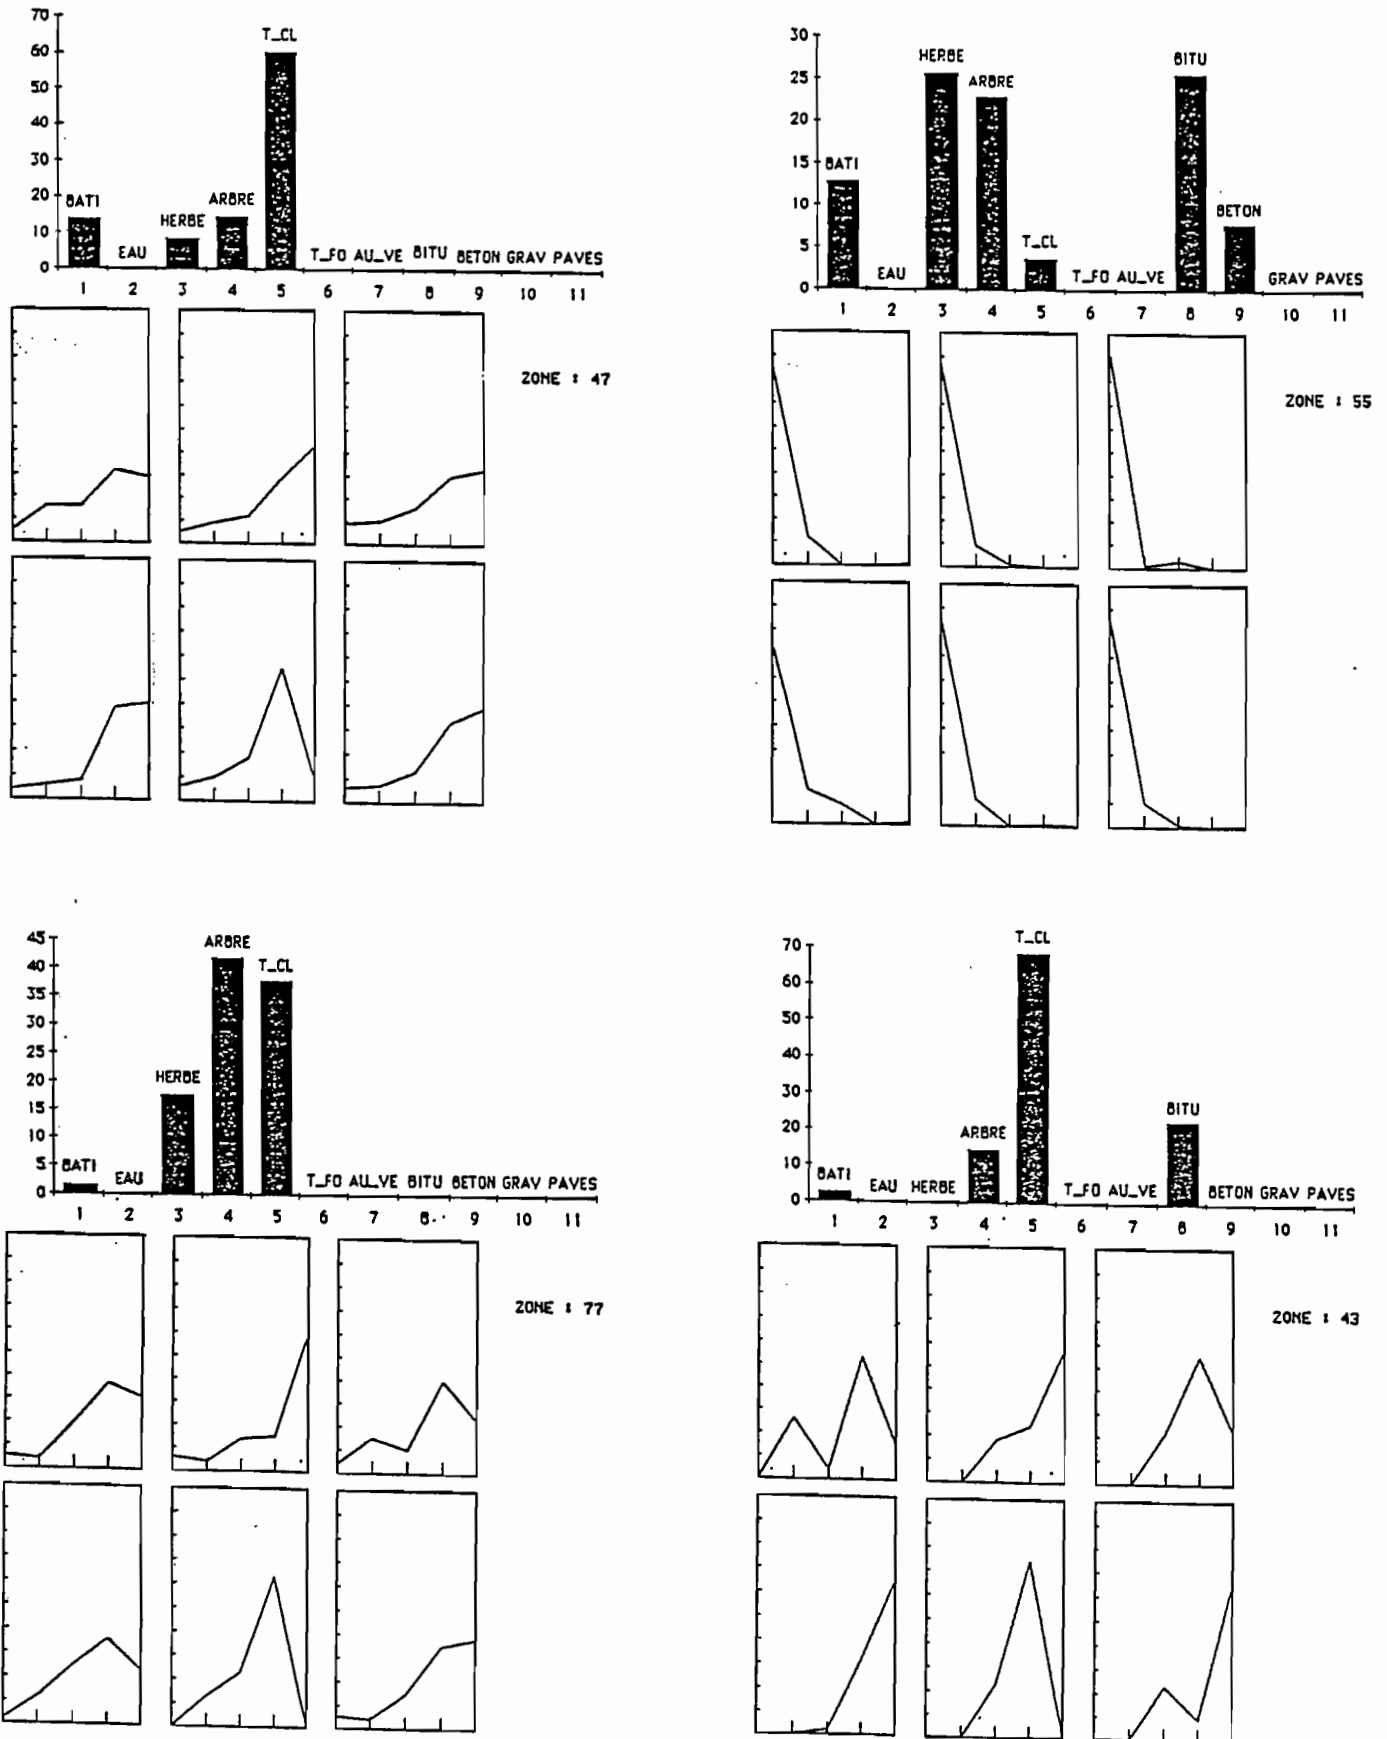 70
60
50
40
30
20
10
0
BATI
EAU
HERBE
ARBRE
T_CL
T_FO AU_VE BITU BETON GRAV PAVES
1 2 3 4 5 6 7 8 9 10 11
ZONE : 47
30
25
20
15
10
5
0
BATI
EAU
HERBE
ARBRE
T_CL
T_FO AU_VE
BITU
BETON
GRAV PAVES
1 2 3 4 5 6 7 8 9 10 11
ZONE : 55
45
40
35
30
25
20
15
10
5
0
BATI
EAU
HERBE
ARBRE
T_CL
T_FO AU_VE BITU BETON GRAV PAVES
1 2 3 4 5 6 7 8 9 10 11
ZONE : 77
70
60
50
40
30
20
10
0
BATI
EAU HERBE
ARBRE
T_CL
T_FO AU_VE
BITU
BETON GRAV PAVES
1 2 3 4 5 6 7 8 9 10 11
ZONE : 43